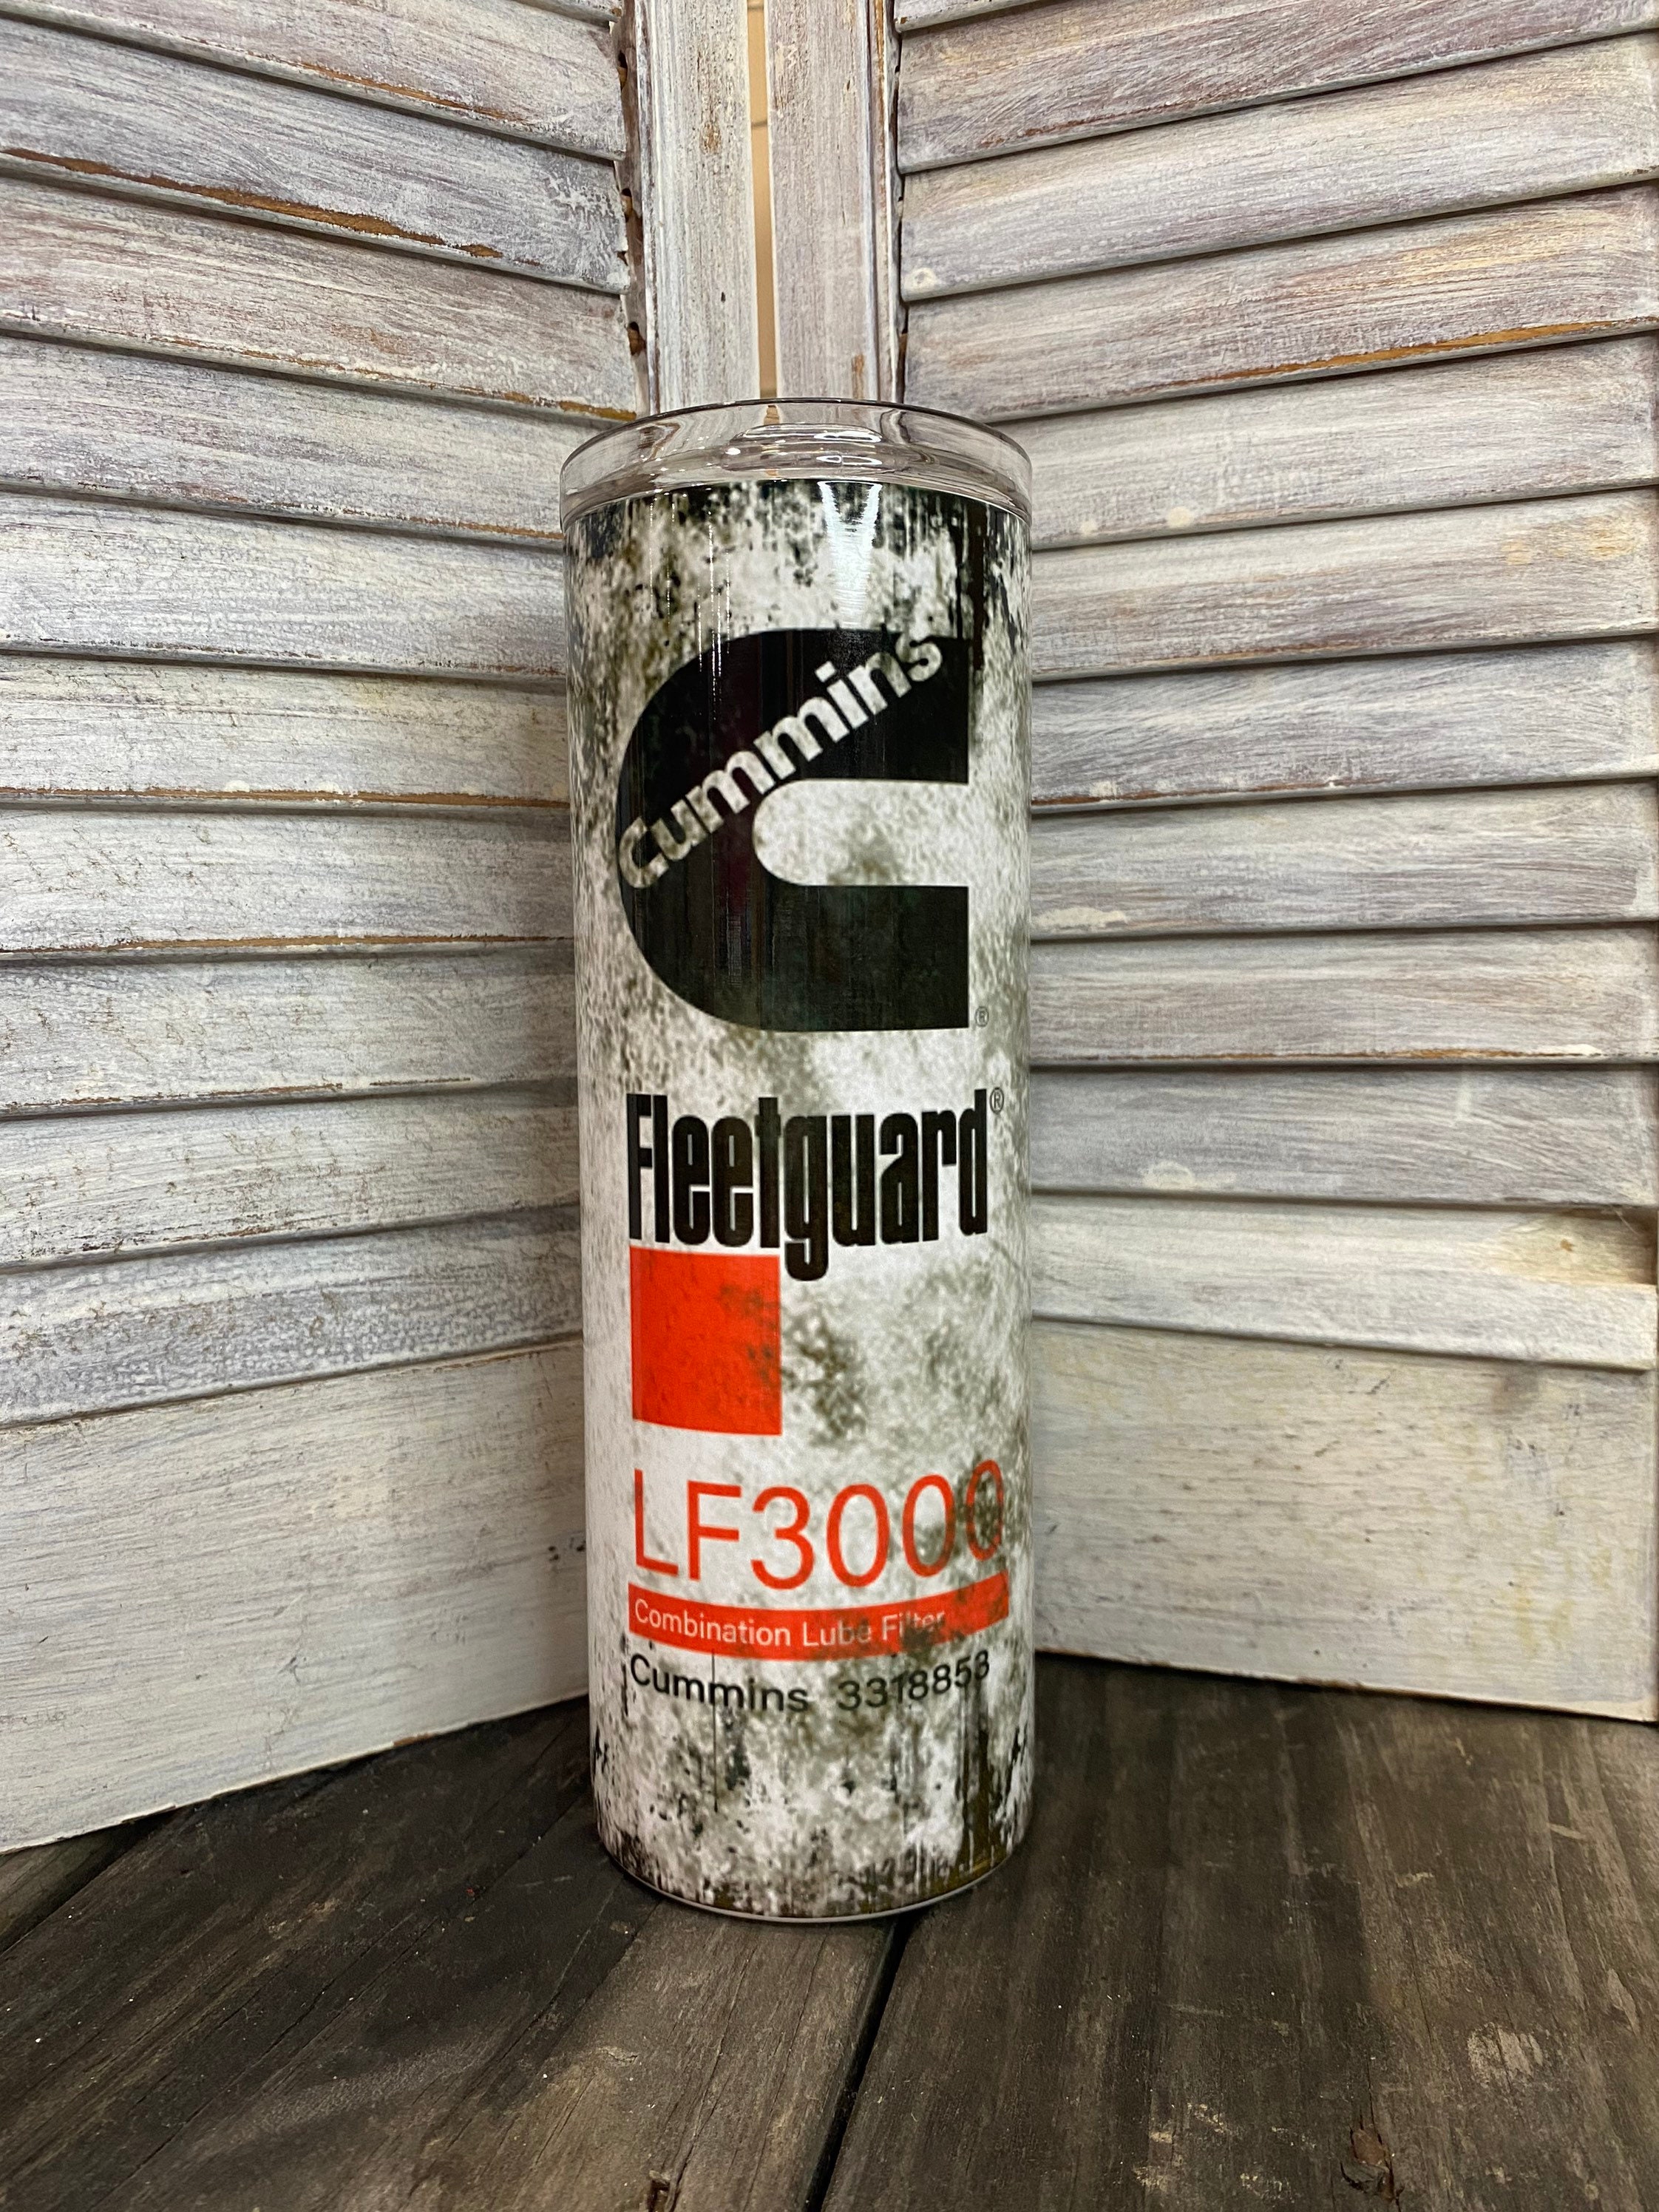 Cummins
®
Fleetguard®
LF3000
Combination Lube Filter
Cummins 3318853